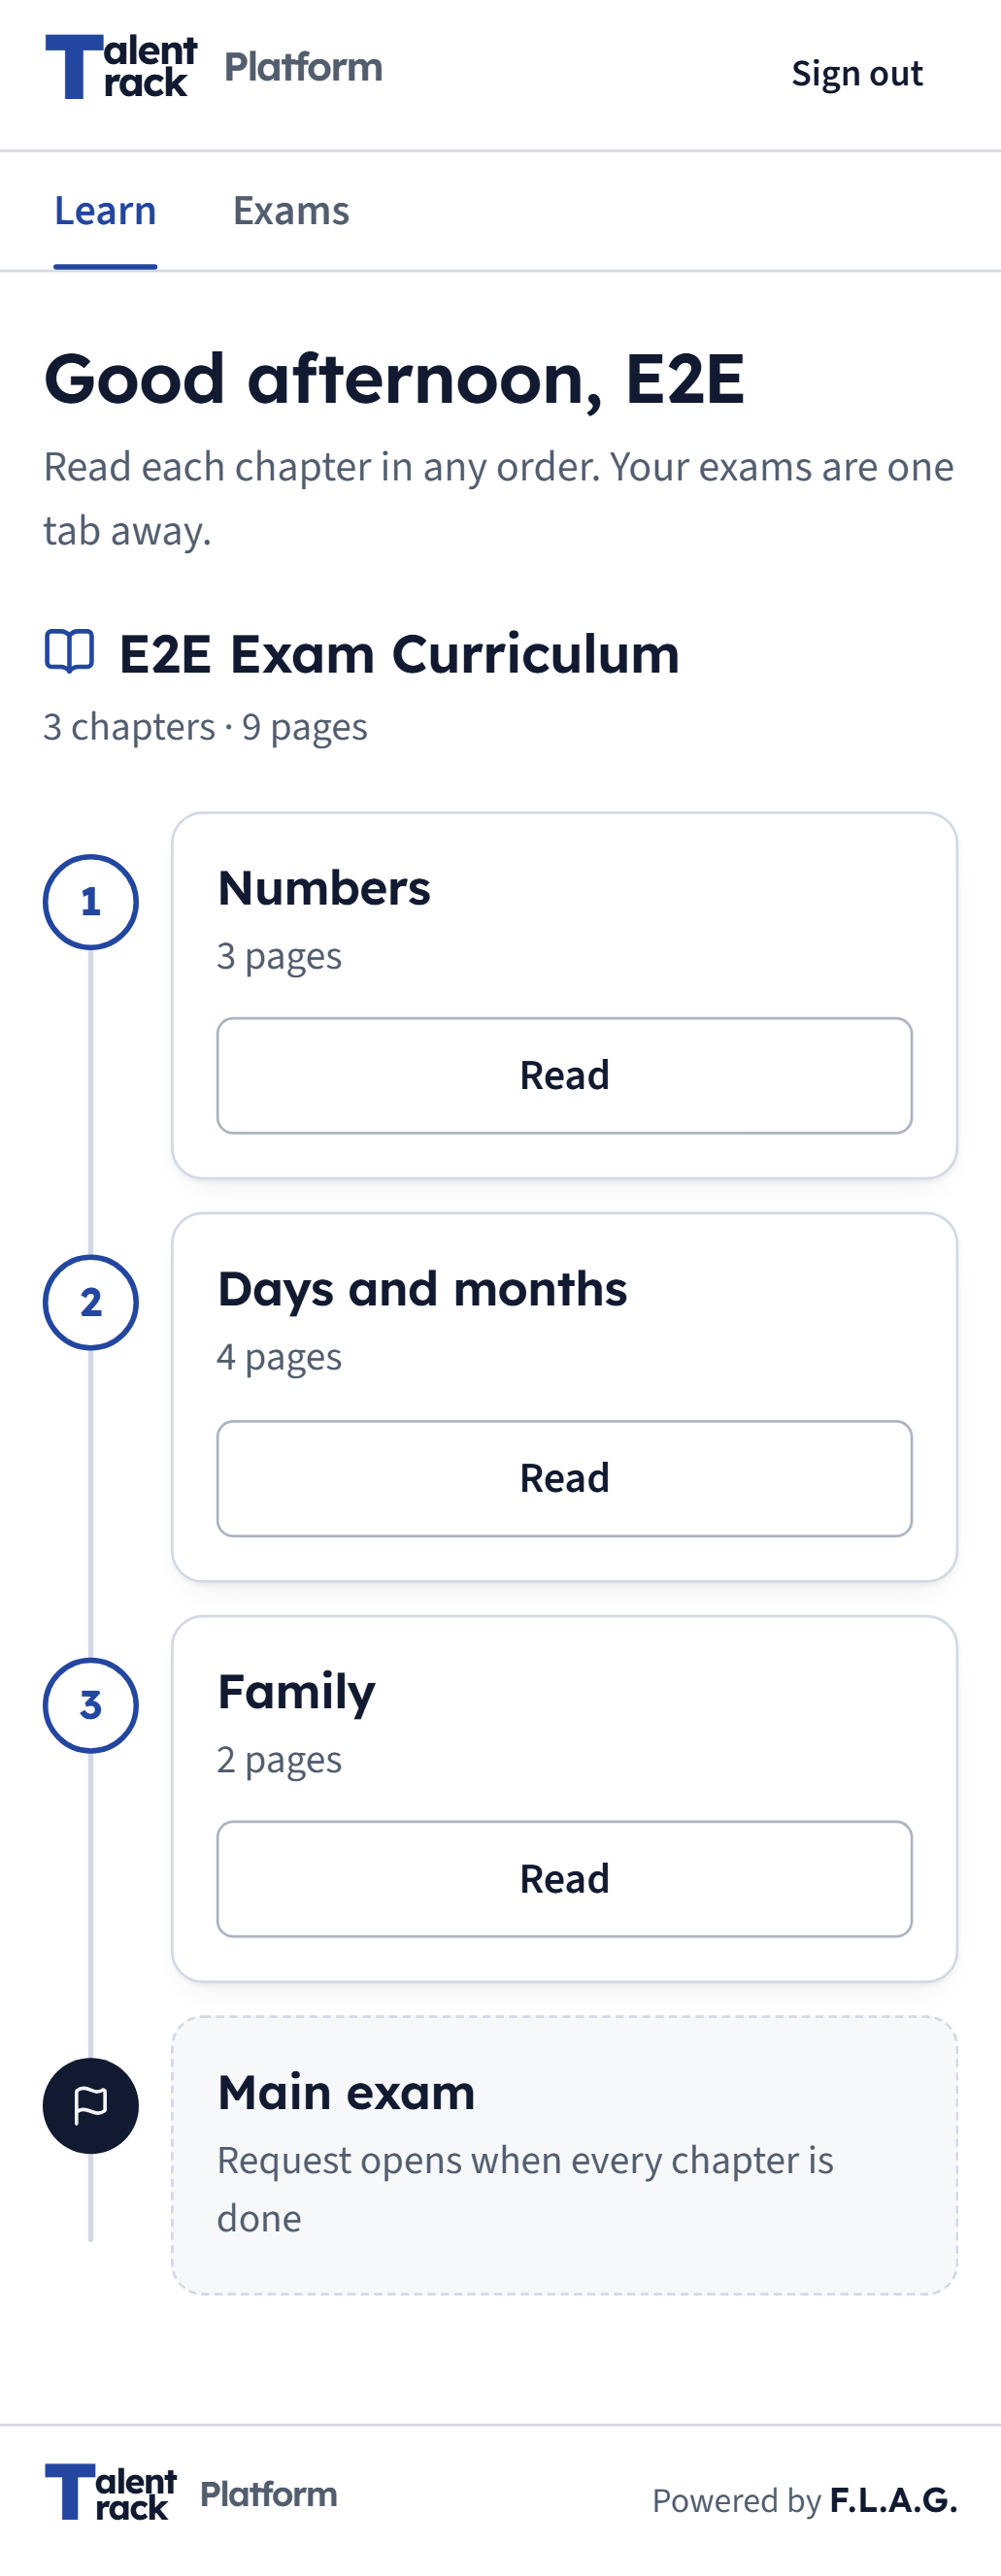 Talent
Track
Platform
Sign out
Learn
Exams
Good afternoon, E2E
Read each chapter in any order. Your exams are one
tab away.
E2E Exam Curriculum
3 chapters · 9 pages
1
Numbers
3 pages
Read
2
Days and months
4 pages
Read
3
Family
2 pages
Read
Main exam
Request opens when every chapter is
done
Talent
Track
Platform
Powered by F.L.A.G.